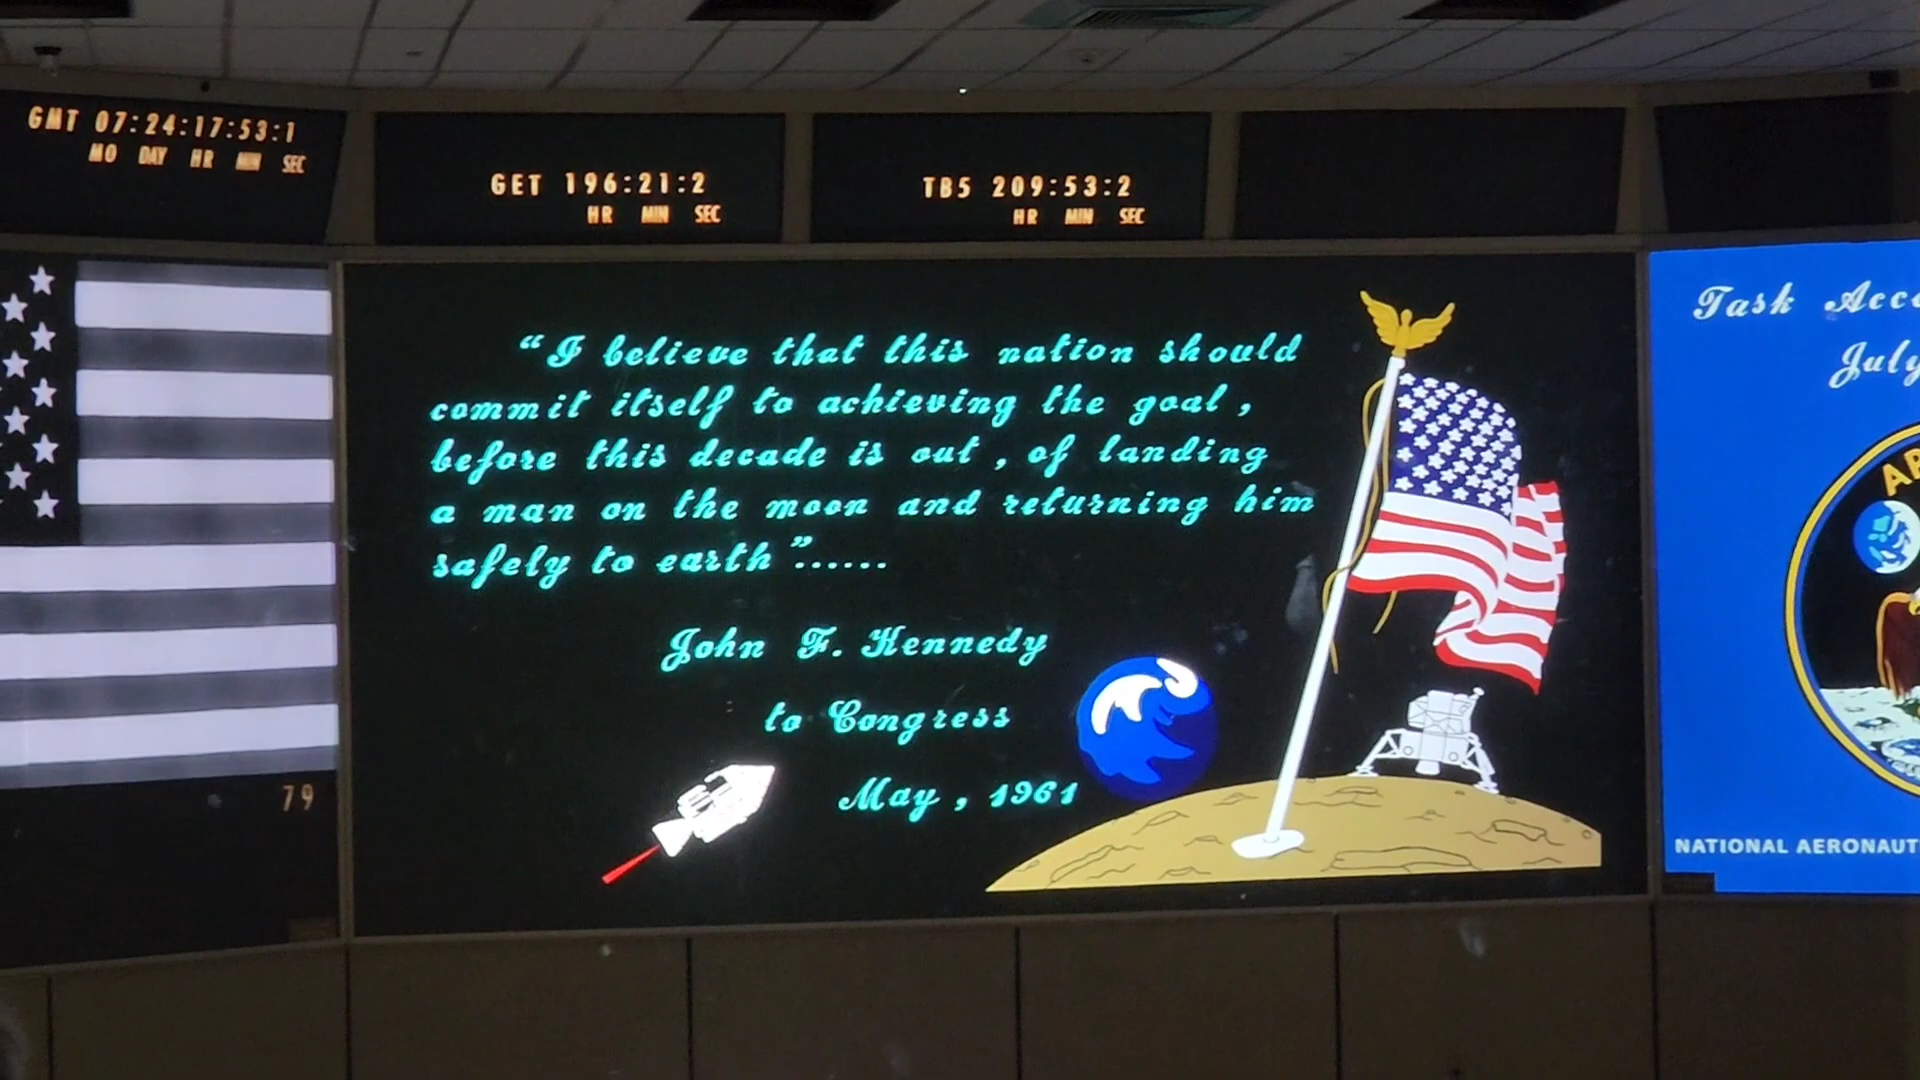 GMT 07:24:17:53:1
MO DAY HR MIN SEC
GET 196:21:2
HR MIN SEC
TB5 209:53:2
HR MIN SEC
“I believe that this nation should
commit itself to achieving the goal ,
before this decade is out , of landing
a man on the moon and returning him
safely to earth ”......
John F. Kennedy
to Congress
May , 1961
79
Task Acco
July
AP
NATIONAL AERONAUT